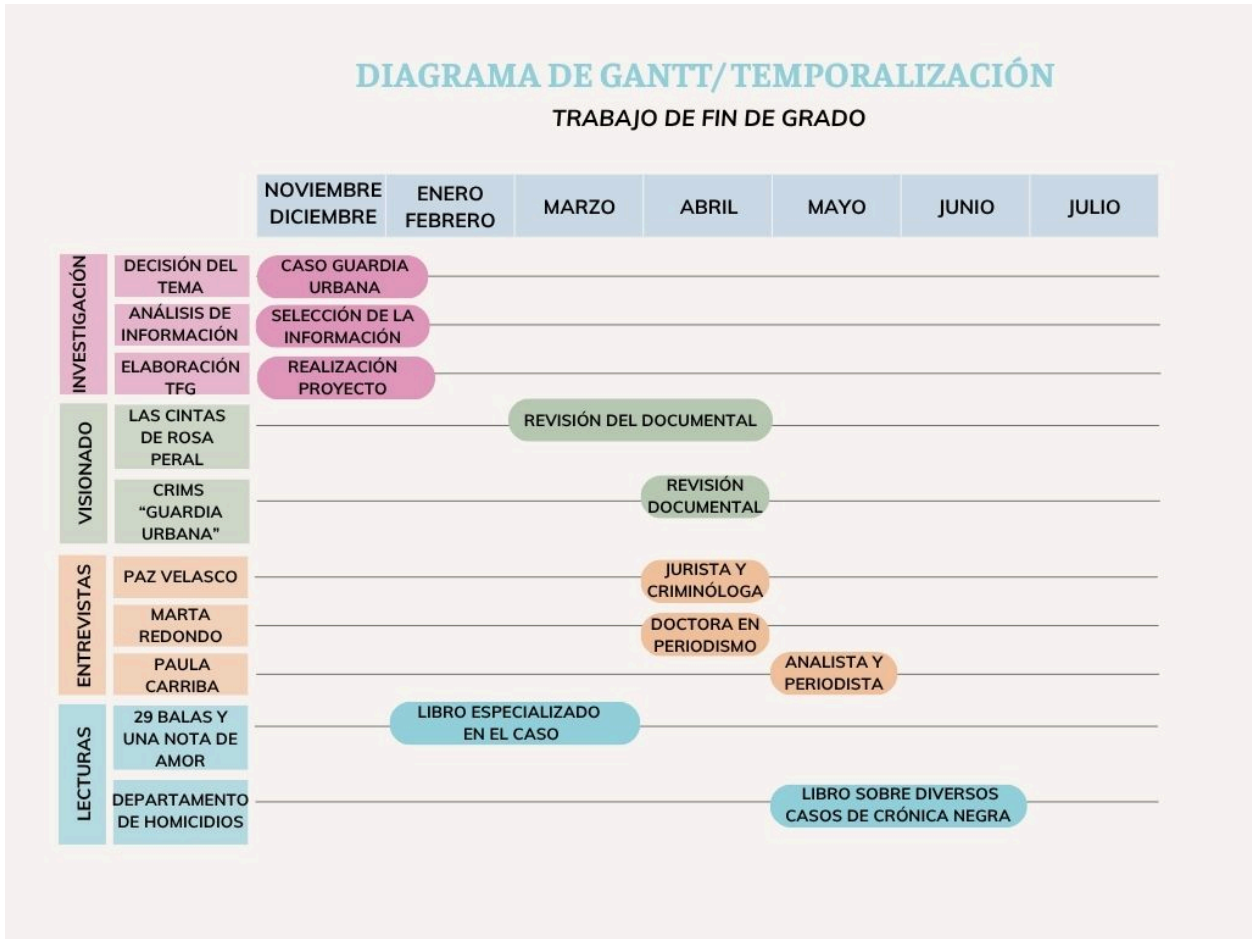 DIAGRAMA DE GANTT/TEMPORALIZACIÓN
TRABAJO DE FIN DE GRADO
NOVIEMBRE
DICIEMBRE
ENERO
FEBRERO
MARZO
ABRIL
MAYO
JUNIO
JULIO
INVESTIGACIÓN
DECISIÓN DEL
TEMA
CASO GUARDIA
URBANA
ANÁLISIS DE
INFORMACIÓN
SELECCIÓN DE LA
INFORMACIÓN
ELABORACIÓN
TFG
REALIZACIÓN
PROYECTO
VISIONADO
LAS CINTAS
DE ROSA
PERAL
REVISIÓN DEL DOCUMENTAL
CRIMS
“GUARDIA
URBANA”
REVISIÓN
DOCUMENTAL
ENTREVISTAS
PAZ VELASCO
JURISTA Y
CRIMINÓLOGA
MARTA
REDONDO
DOCTORA EN
PERIODISMO
PAULA
CARRIBA
ANALISTA Y
PERIODISTA
LECTURAS
29 BALAS Y
UNA NOTA DE
AMOR
LIBRO ESPECIALIZADO
EN EL CASO
DEPARTAMENTO
DE HOMICIDIOS
LIBRO SOBRE DIVERSOS
CASOS DE CRÓNICA NEGRA